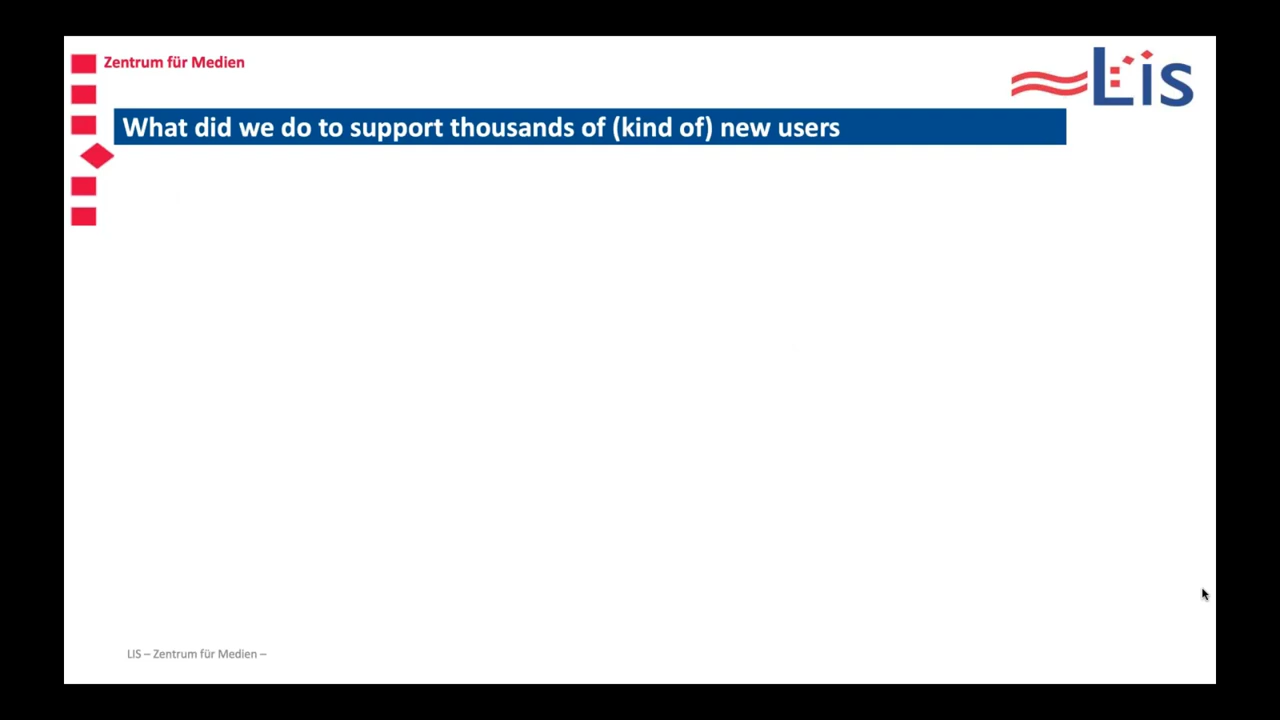 Zentrum für Medien
LIS
What did we do to support thousands of (kind of) new users
LIS – Zentrum für Medien –